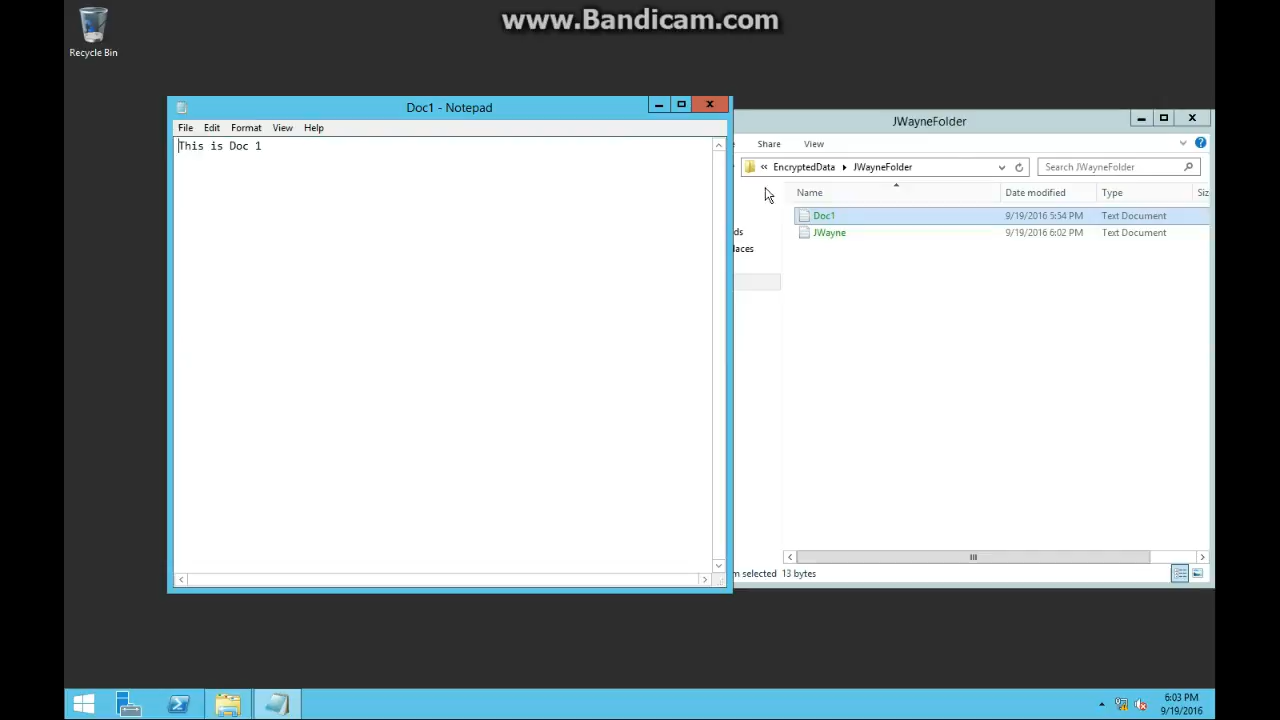 www.Bandicam.com
Recycle Bin
Doc1 - Notepad
File Edit Format View Help
This is Doc 1
JWayneFolder
Share View
« EncryptedData JWayneFolder Search JWayneFolder
Name Date modified Type
Doc1 9/19/2016 5:54 PM Text Document
JWayne 9/19/2016 6:02 PM Text Document
selected 13 bytes
6:03 PM
9/19/2016